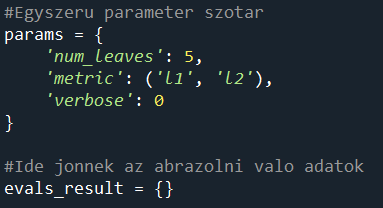 #Egyszeru parameter szotar
params = {
    'num_leaves': 5,
    'metric': ('l1', 'l2'),
    'verbose': 0
}

#Ide jonnek az abrazolni valo adatok
evals_result = {}